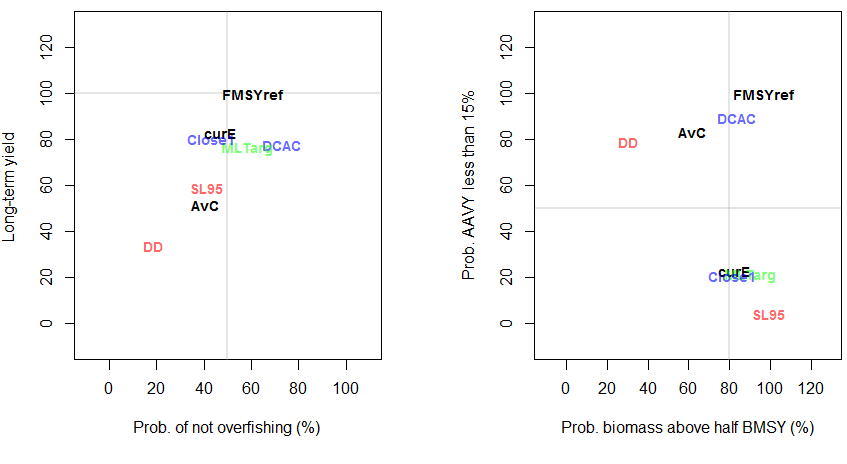 Long-term yield
120
100
80
60
40
20
0
FMSYref
curE
Close1
DCAC
MLTarg
SL95
AvC
DD
0 20 40 60 80 100
Prob. of not overfishing (%)
Prob. AAVY less than 15%
120
100
80
60
40
20
0
FMSYref
DCAC
AvC
DD
curE
Close1
SL95
0 20 40 60 80 100 120
Prob. biomass above half BMSY (%)